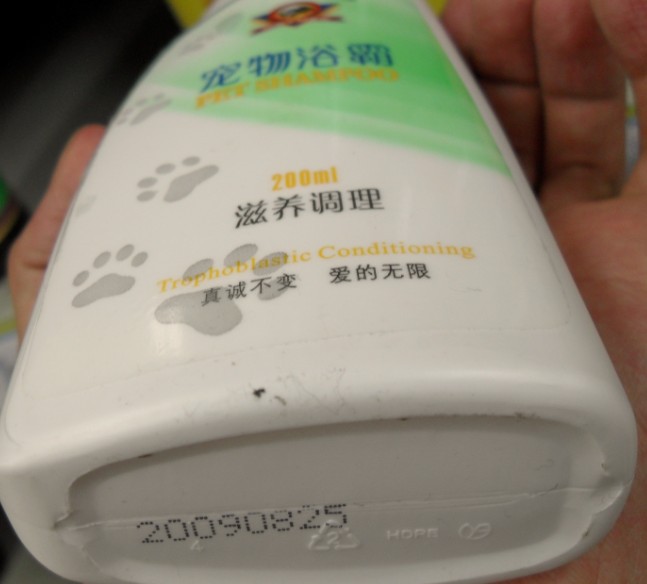 宠物浴霸
PET SHAMPOO
200ml
滋养调理
Trophoblastic Conditioning
真诚不变 爱的无限
20090825
HDPE